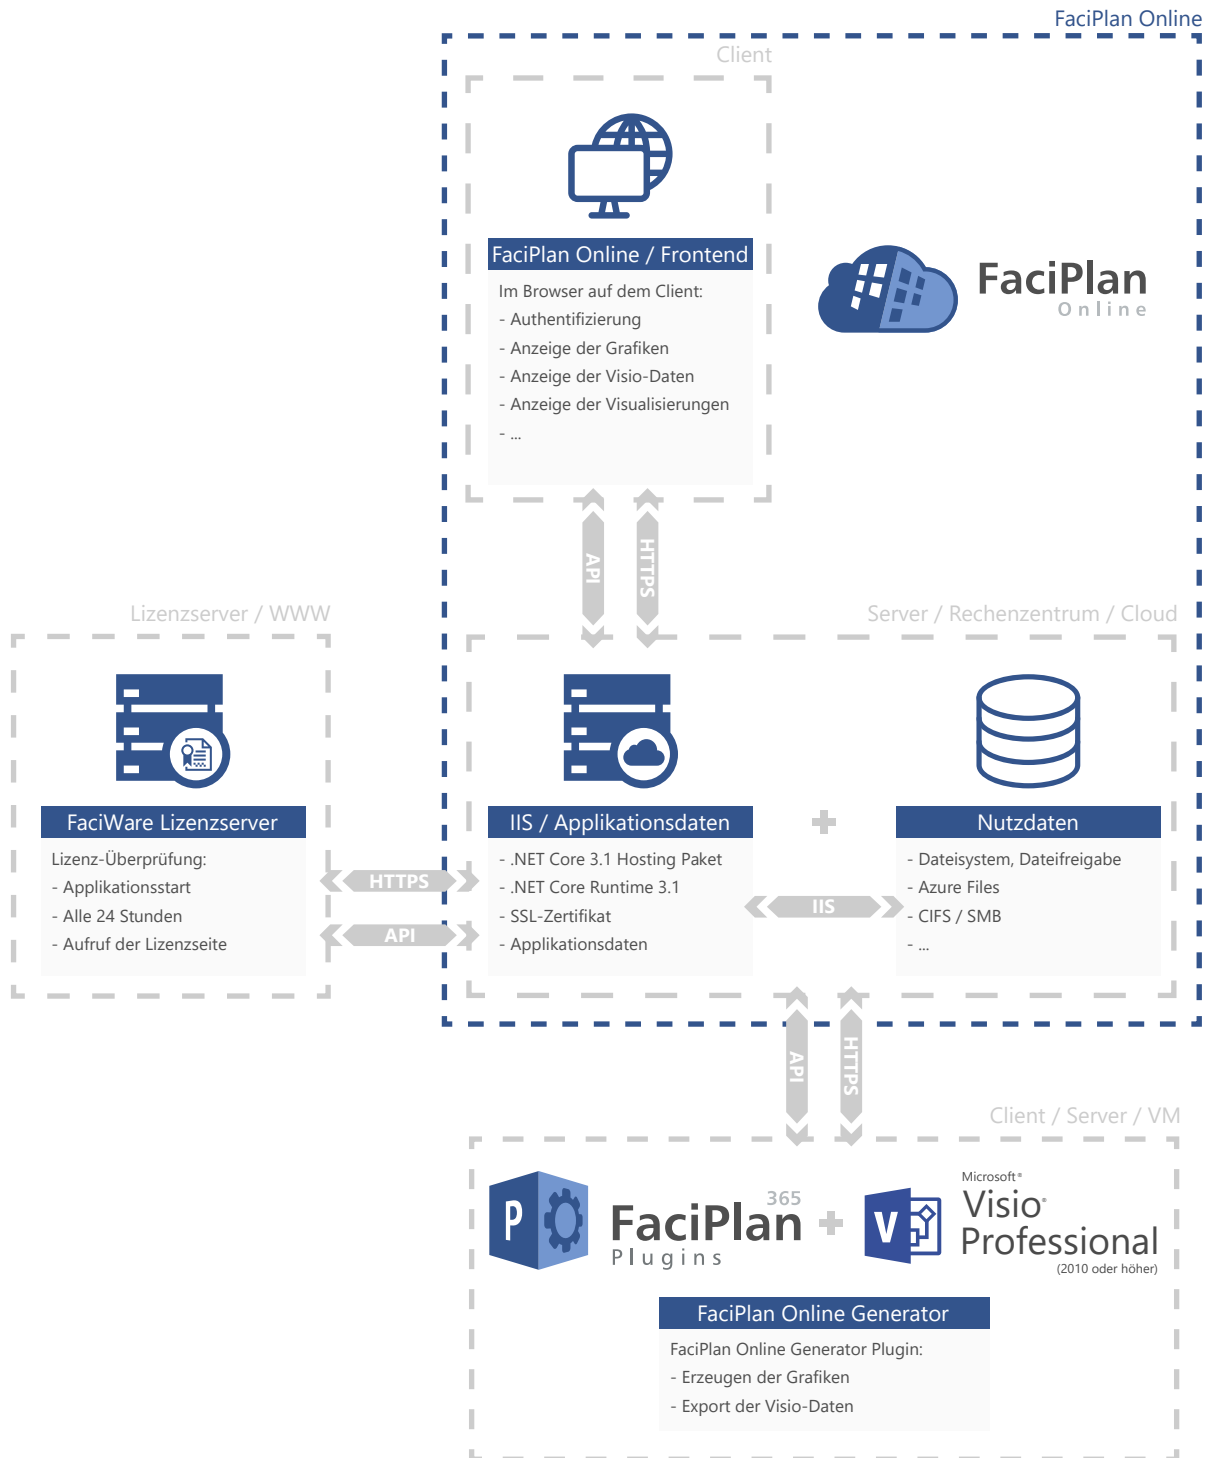 FaciPlan Online
Client
FaciPlan Online / Frontend
Im Browser auf dem Client:
- Authentifizierung
- Anzeige der Grafiken
- Anzeige der Visio-Daten
- Anzeige der Visualisierungen
- ...
FaciPlan
Online
API
HTTPS
Lizenzserver / WWW
FaciWare Lizenzserver
Lizenz-Überprüfung:
- Applikationsstart
- Alle 24 Stunden
- Aufruf der Lizenzseite
HTTPS
API
Server / Rechenzentrum / Cloud
IIS / Applikationsdaten
- .NET Core 3.1 Hosting Paket
- .NET Core Runtime 3.1
- SSL-Zertifikat
- Applikationsdaten
IIS
Nutzdaten
- Dateisystem, Dateifreigabe
- Azure Files
- CIFS / SMB
- ...
API
HTTPS
Client / Server / VM
P
365
FaciPlan
Plugins
V
Microsoft®
Visio®
Professional
(2010 oder höher)
FaciPlan Online Generator
FaciPlan Online Generator Plugin:
- Erzeugen der Grafiken
- Export der Visio-Daten